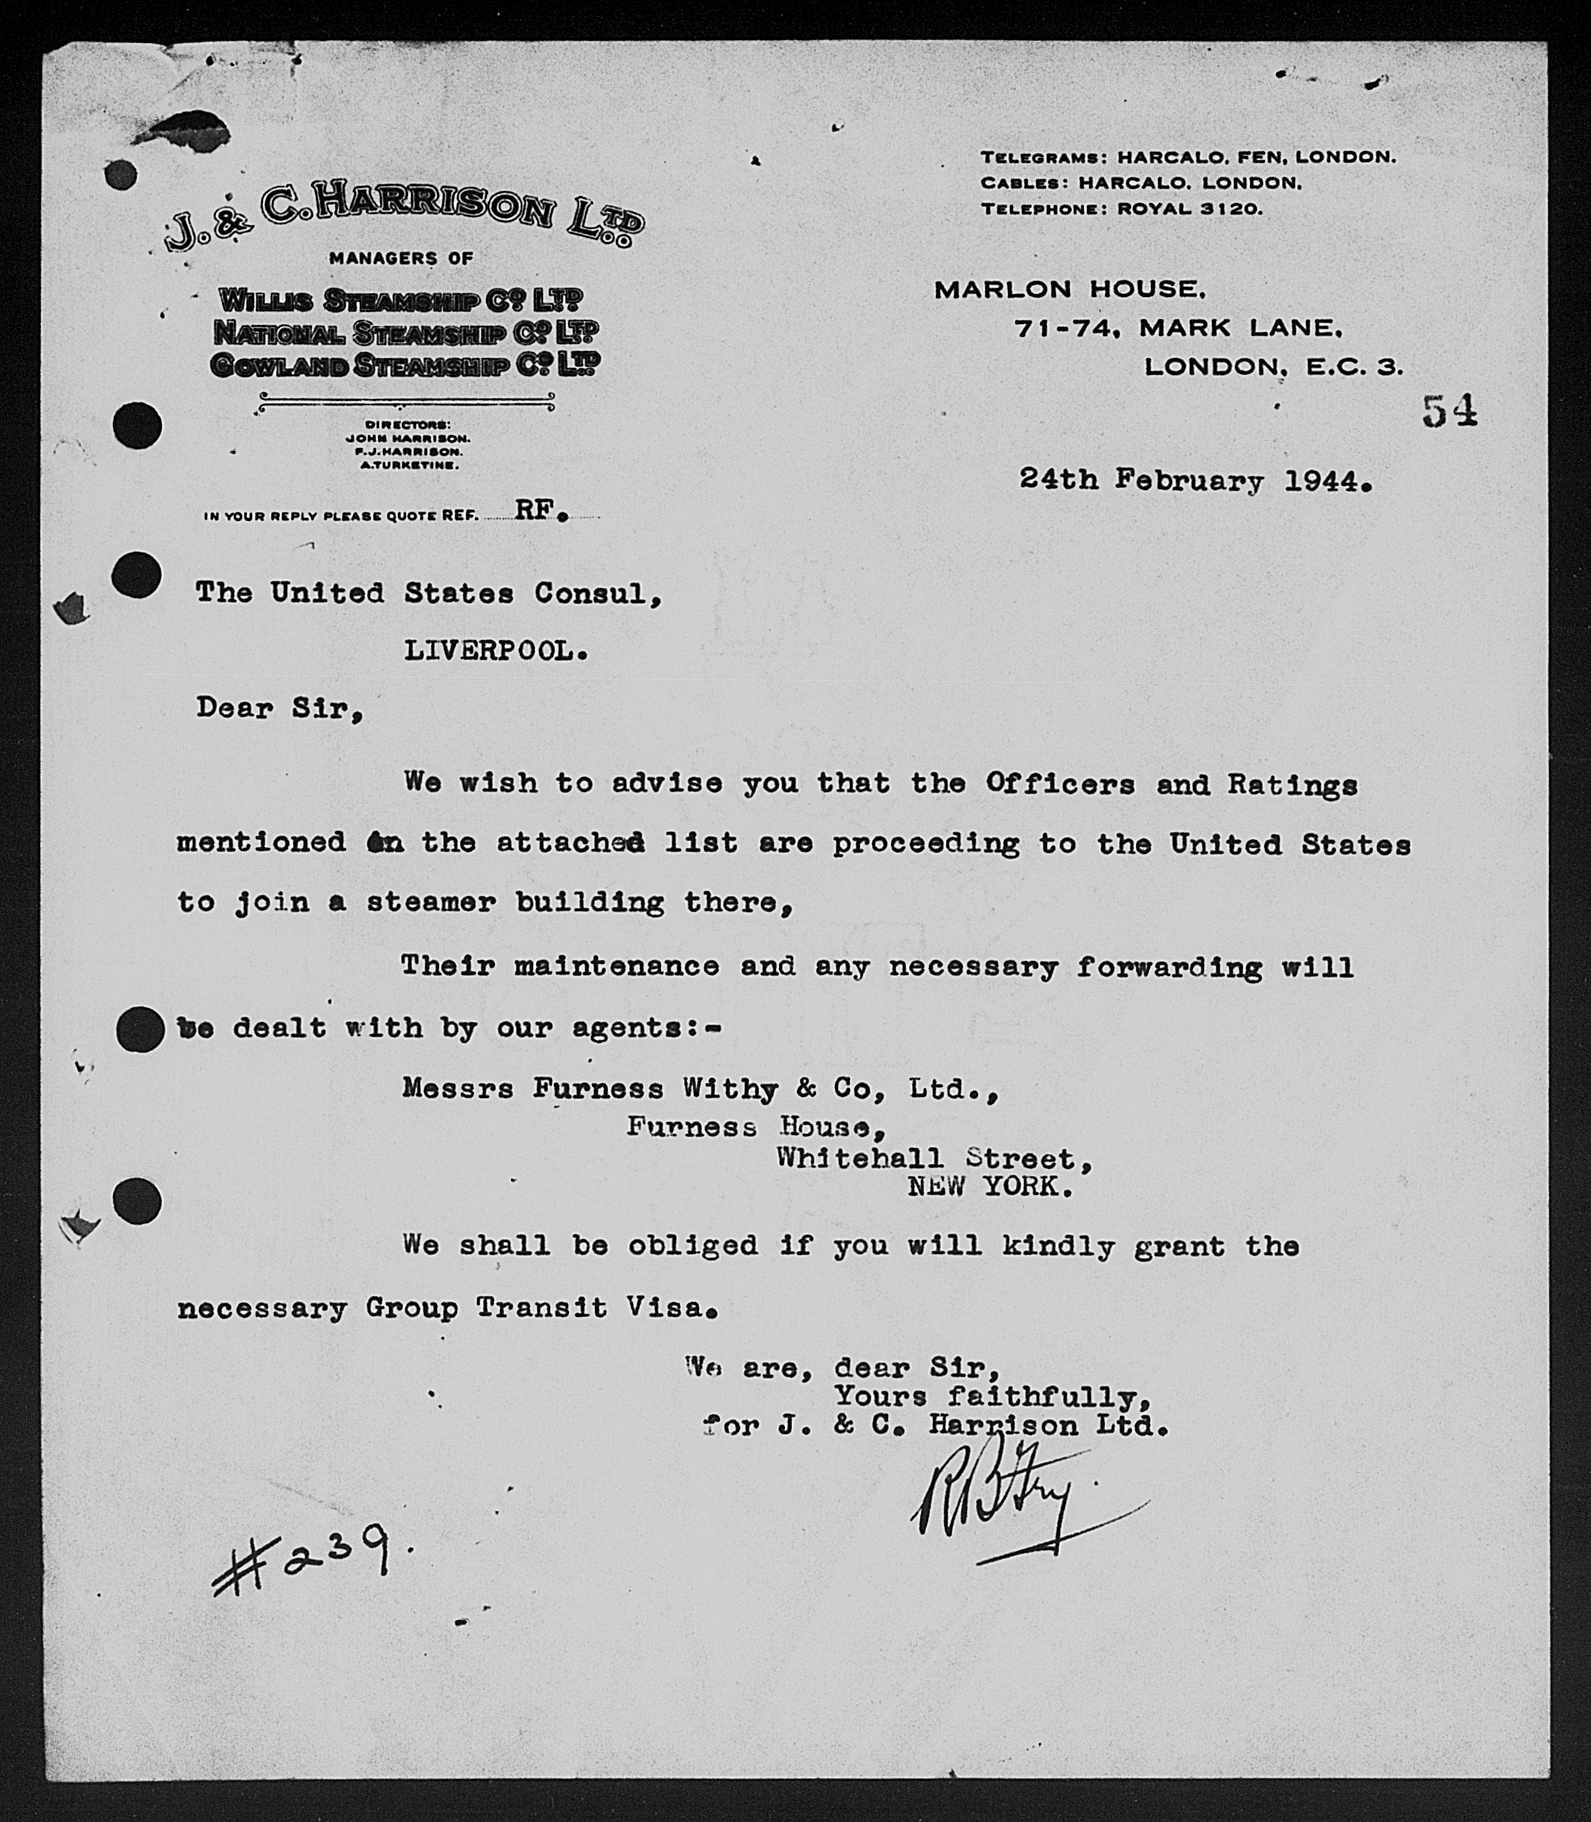 J. & C. HARRISON LTD.
MANAGERS OF
WILLIS STEAMSHIP CO. LTD.
NATIONAL STEAMSHIP CO. LTD.
GOWLAND STEAMSHIP CO. LTD.
DIRECTORS:
JOHN HARRISON.
P.J.HARRISON.
A.TURKETINE.
IN YOUR REPLY PLEASE QUOTE REF. RF.
TELEGRAMS: HARCALO, FEN, LONDON.
CABLES: HARCALO. LONDON.
TELEPHONE: ROYAL 3120.
MARLON HOUSE,
71-74, MARK LANE,
LONDON, E.C. 3.
54
24th February 1944.
The United States Consul,
LIVERPOOL.
Dear Sir,
We wish to advise you that the Officers and Ratings
mentioned on the attached list are proceeding to the United States
to join a steamer building there,
Their maintenance and any necessary forwarding will
be dealt with by our agents:-
Messrs Furness Withy & Co, Ltd.,
Furness House,
Whitehall Street,
NEW YORK.
We shall be obliged if you will kindly grant the
necessary Group Transit Visa.
We are, dear Sir,
Yours faithfully,
for J. & C. Harrison Ltd.
RB Fry.
#239.